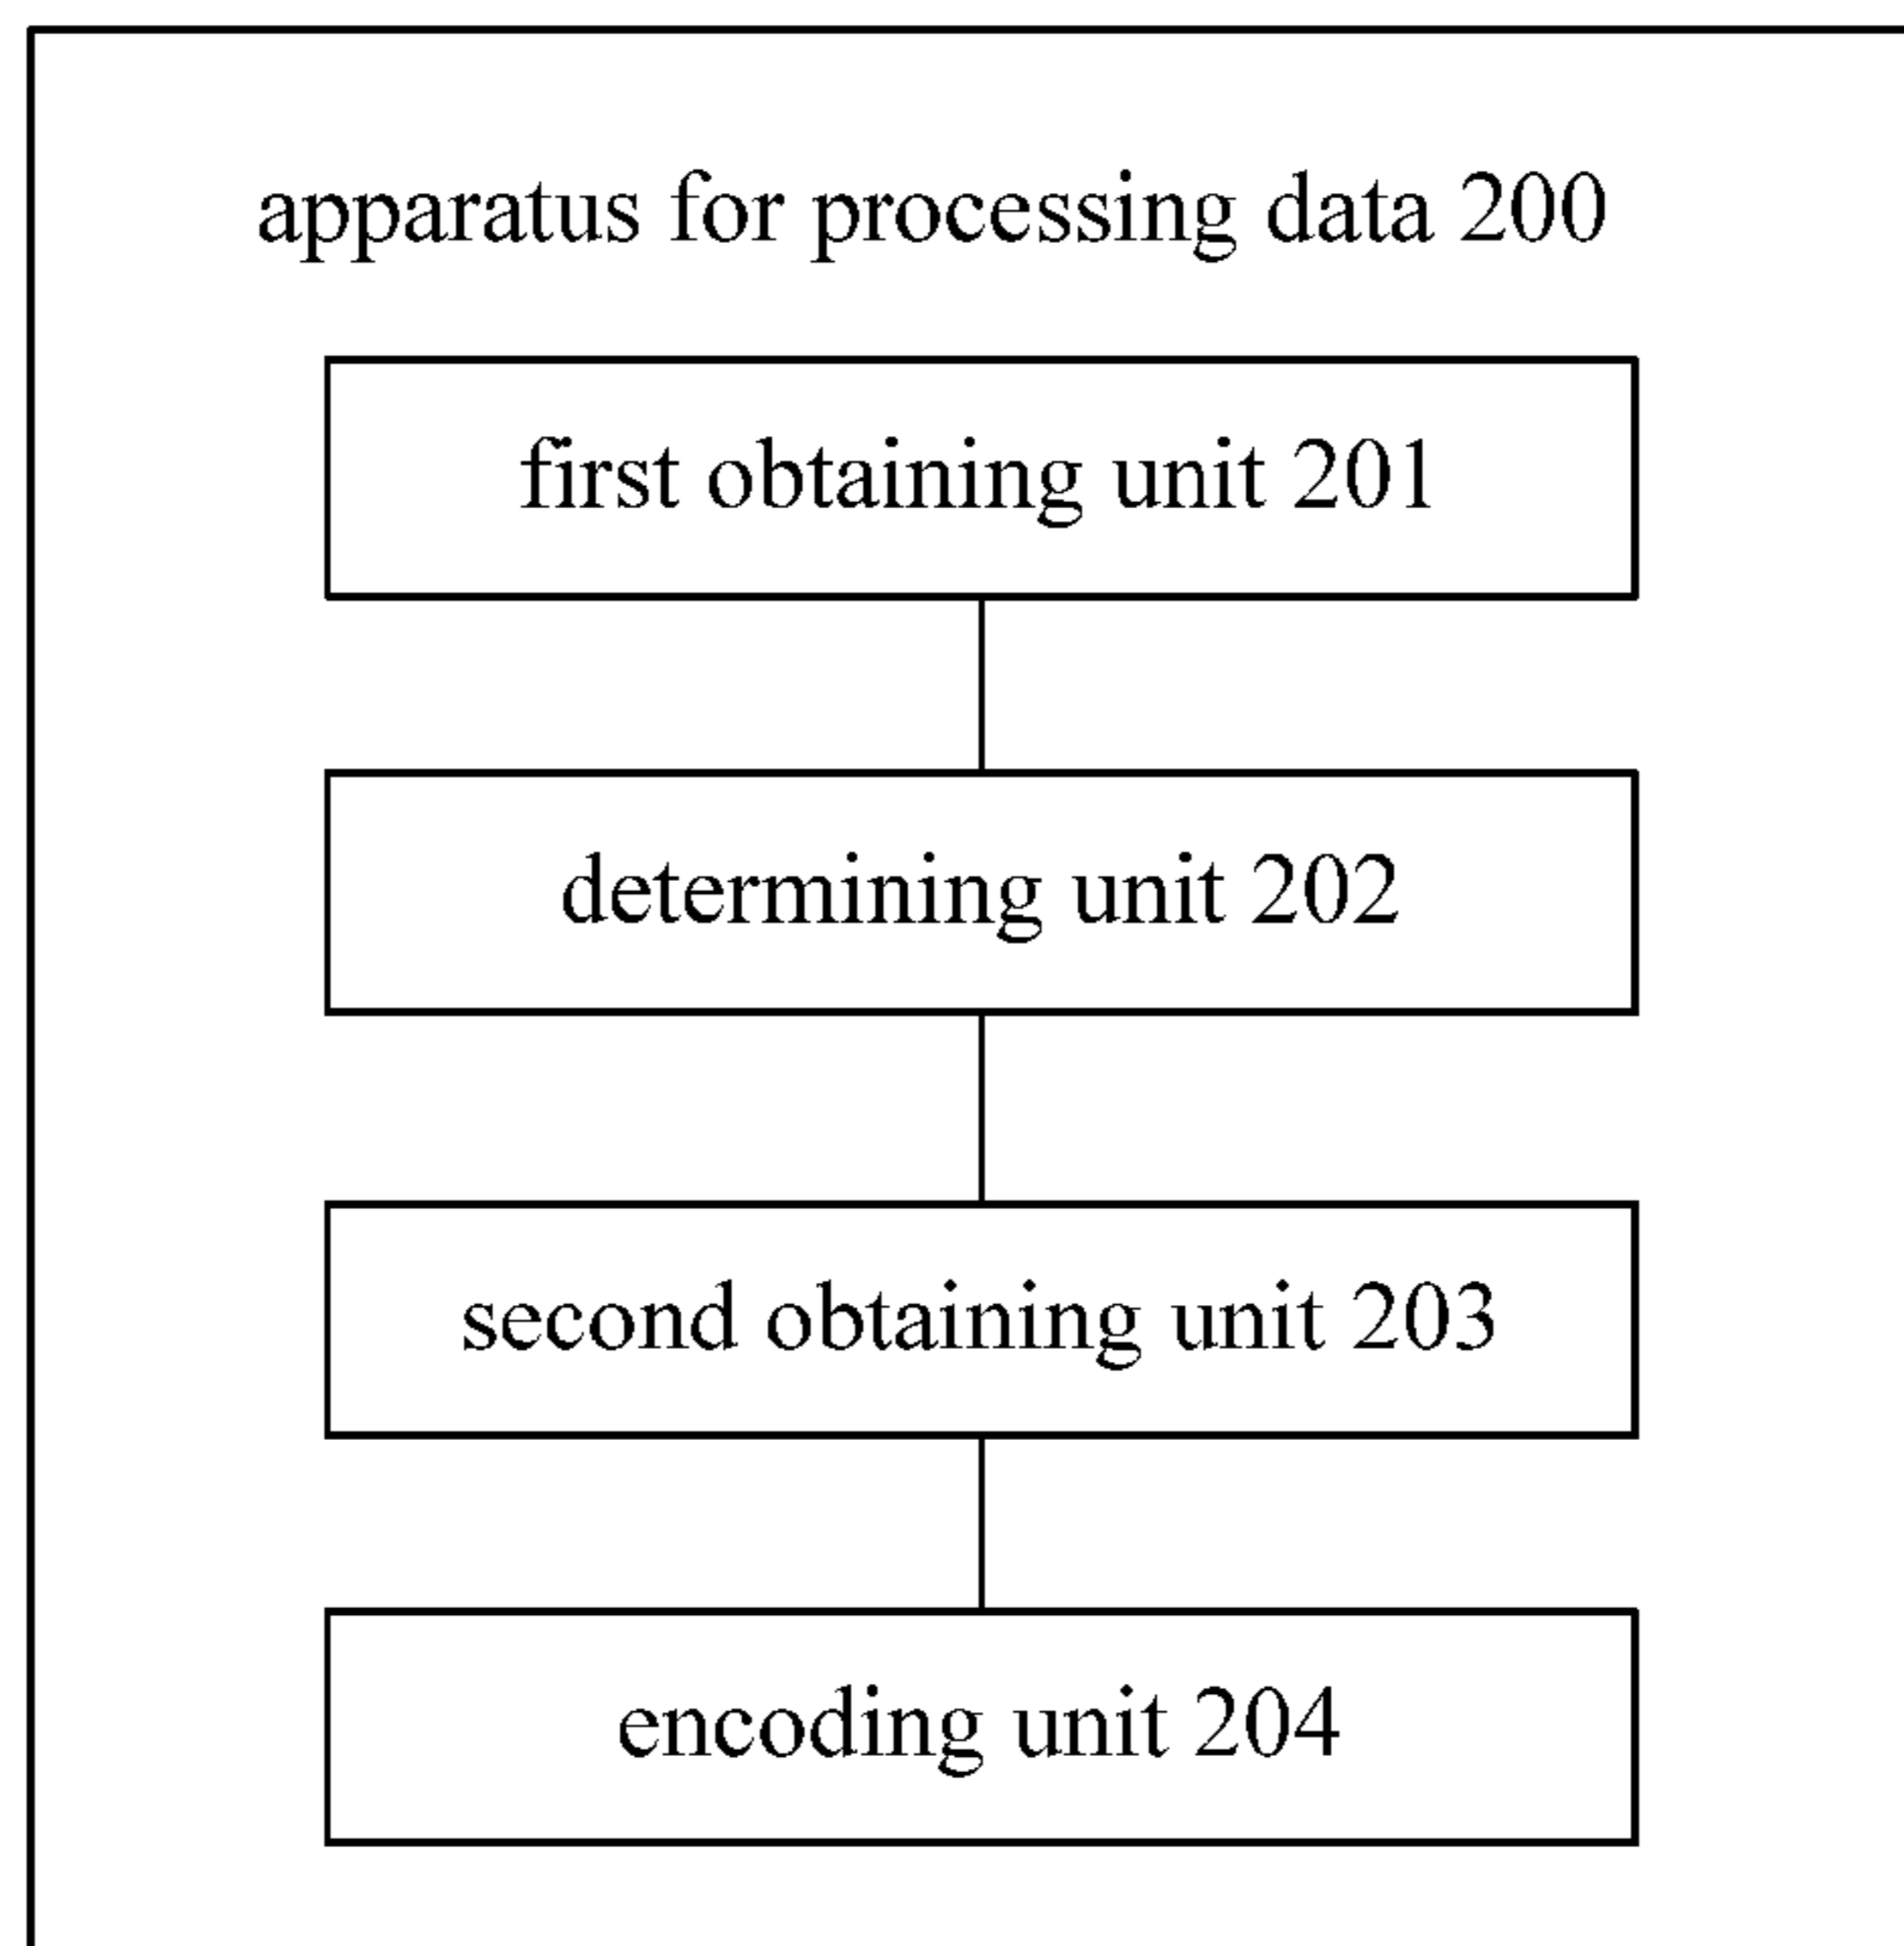 apparatus for processing data 200
first obtaining unit 201
determining unit 202
second obtaining unit 203
encoding unit 204